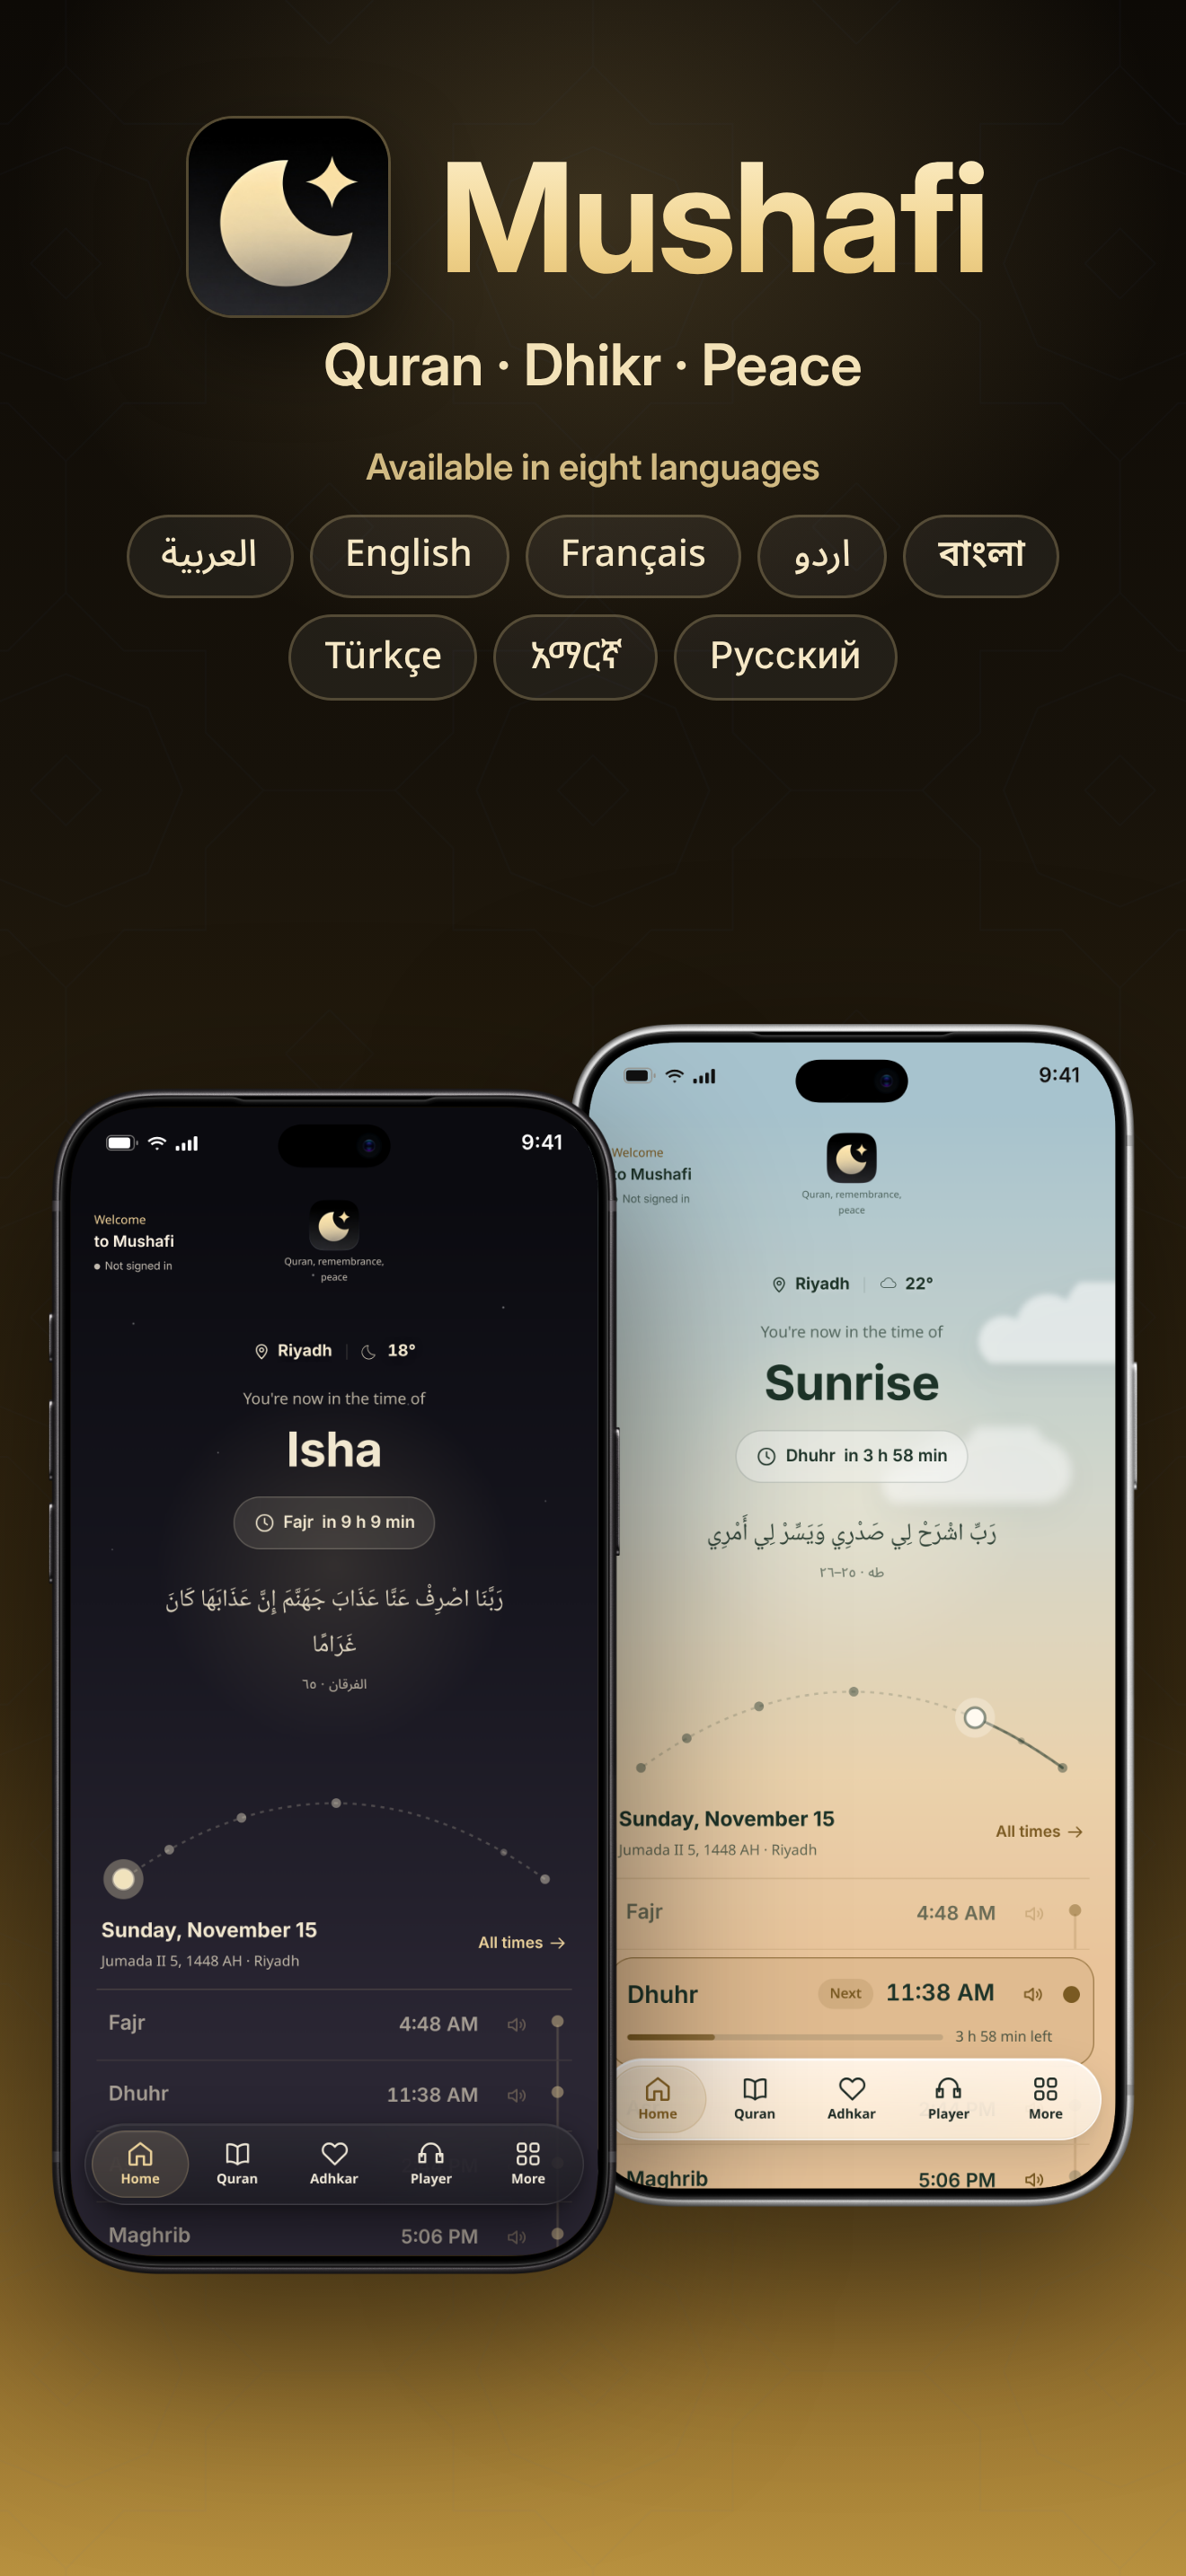 Mushafi
Quran · Dhikr · Peace
Available in eight languages
العربية English Français اردو বাংলা
Türkçe አማርኛ Русский
9:41
Welcome
to Mushafi
Not signed in
Quran, remembrance,
peace
Riyadh 18°
You're now in the time of
Isha
Fajr in 9 h 9 min
رَبَّنَا اصْرِفْ عَنَّا عَذَابَ جَهَنَّمَ إِنَّ عَذَابَهَا كَانَ
غَرَامًا
الفرقان · ٦٥
Sunday, November 15
All times →
Jumada II 5, 1448 AH · Riyadh
Fajr 4:48 AM
Dhuhr 11:38 AM
Home Quran Adhkar Player More
Maghrib 5:06 PM
9:41
Welcome
to Mushafi
Not signed in
Quran, remembrance,
peace
Riyadh 22°
You're now in the time of
Sunrise
Dhuhr in 3 h 58 min
رَبِّ اشْرَحْ لِي صَدْرِي وَيَسِّرْ لِي أَمْرِي
طه · ٢٥–٢٦
Sunday, November 15
All times →
Jumada II 5, 1448 AH · Riyadh
Fajr 4:48 AM
Dhuhr Next 11:38 AM
3 h 58 min left
Home Quran Adhkar Player More
Maghrib 5:06 PM